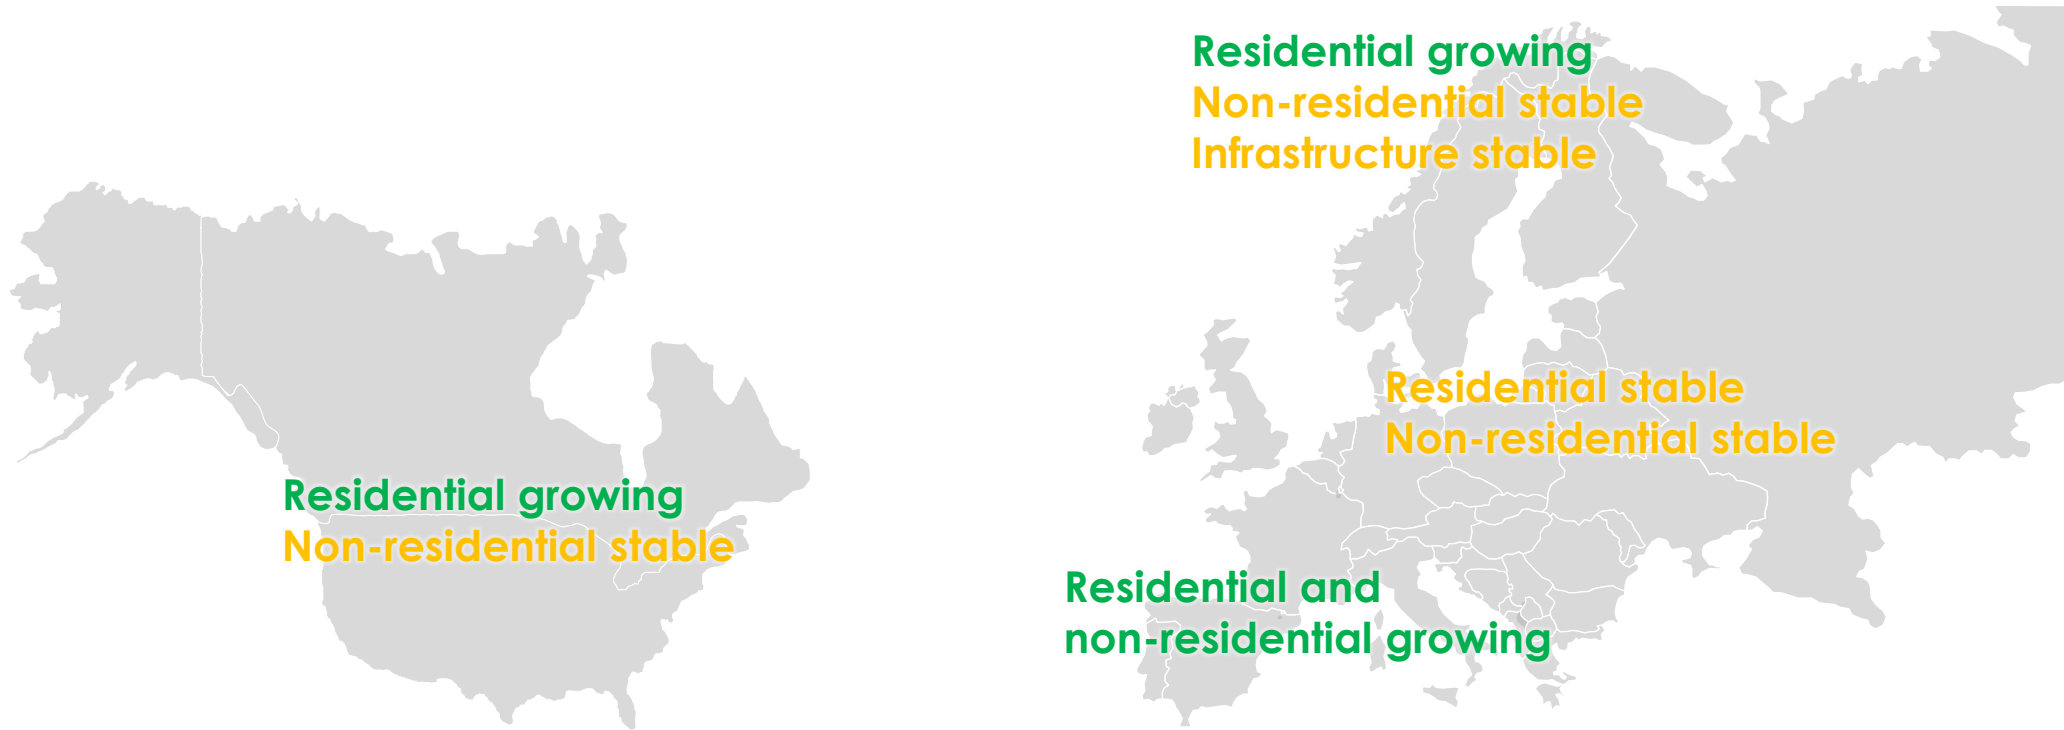 Residential growing
Non-residential stable
Infrastructure stable
Residential stable
Non-residential stable
Residential growing
Non-residential stable
Residential and
non-residential growing